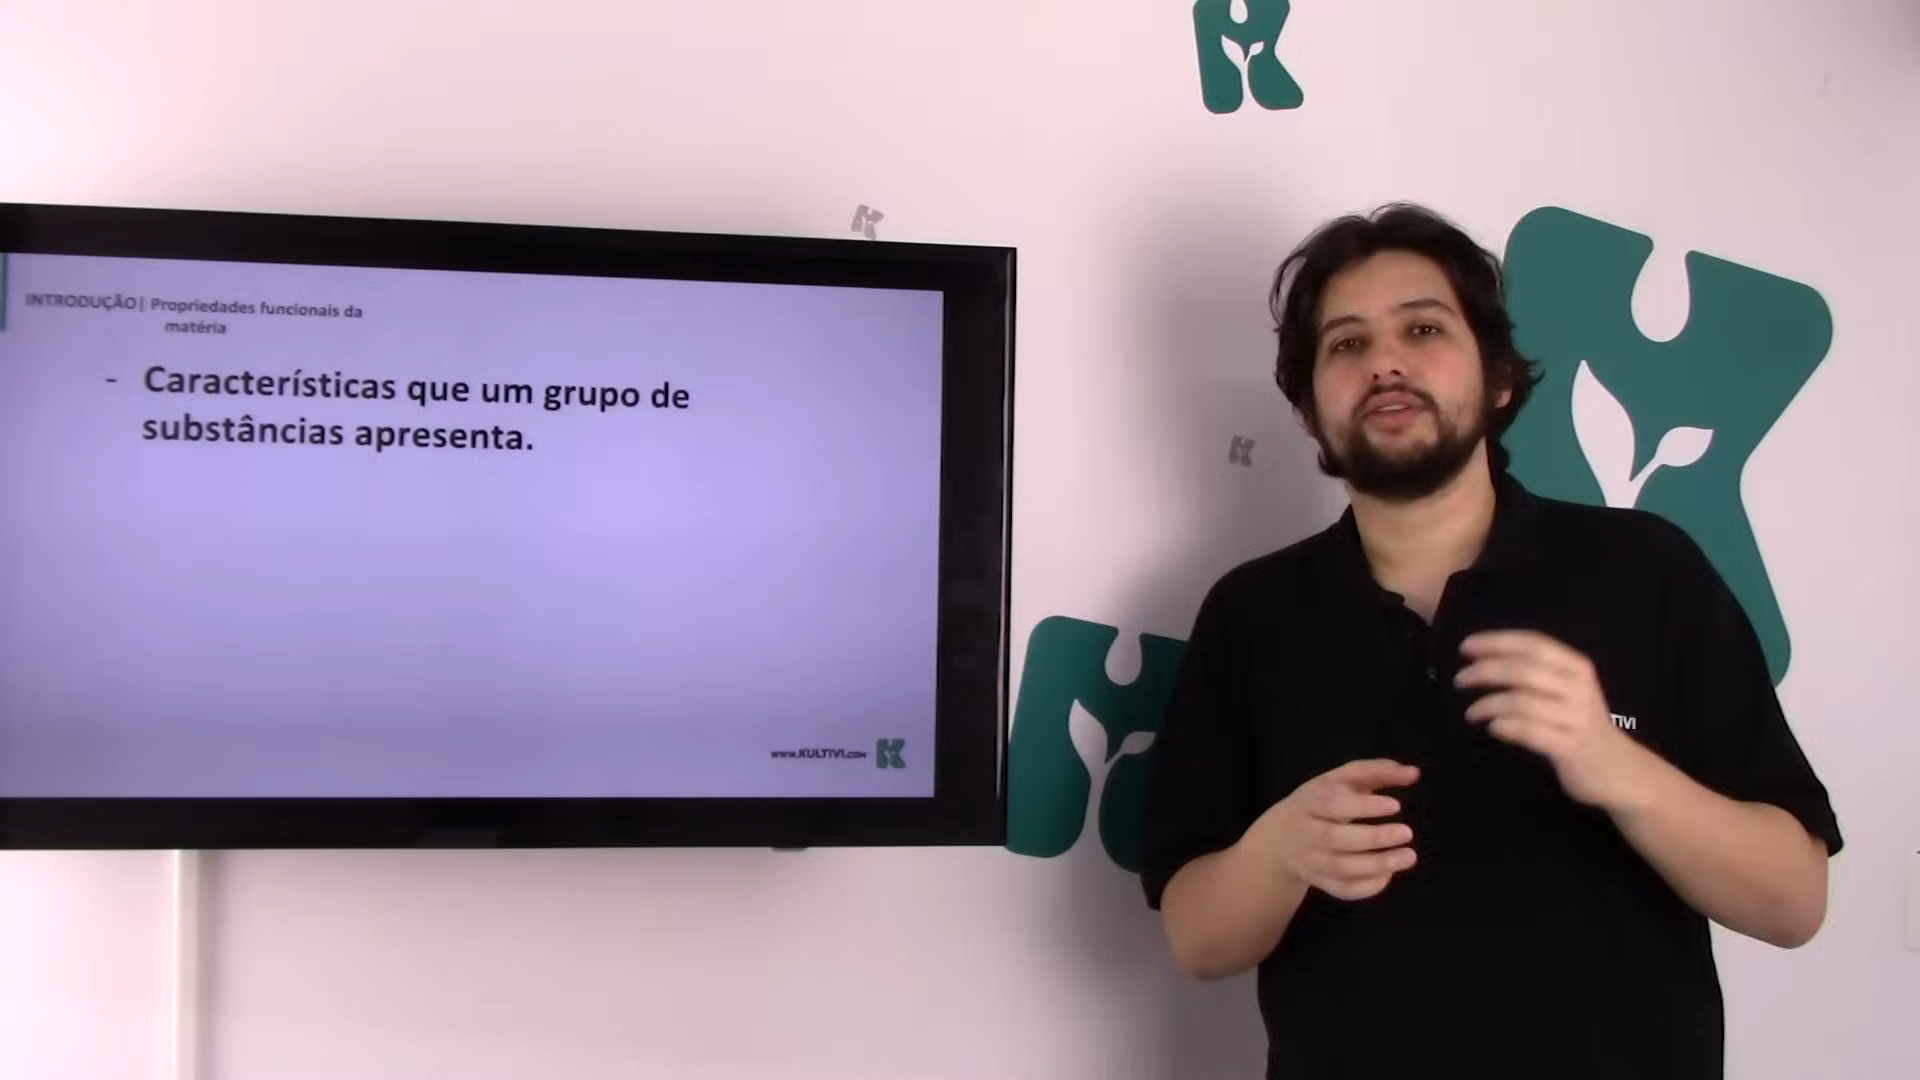 INTRODUÇÃO| Propriedades funcionais da
matéria
- Características que um grupo de
substâncias apresenta.
www.KULTIVI.COM